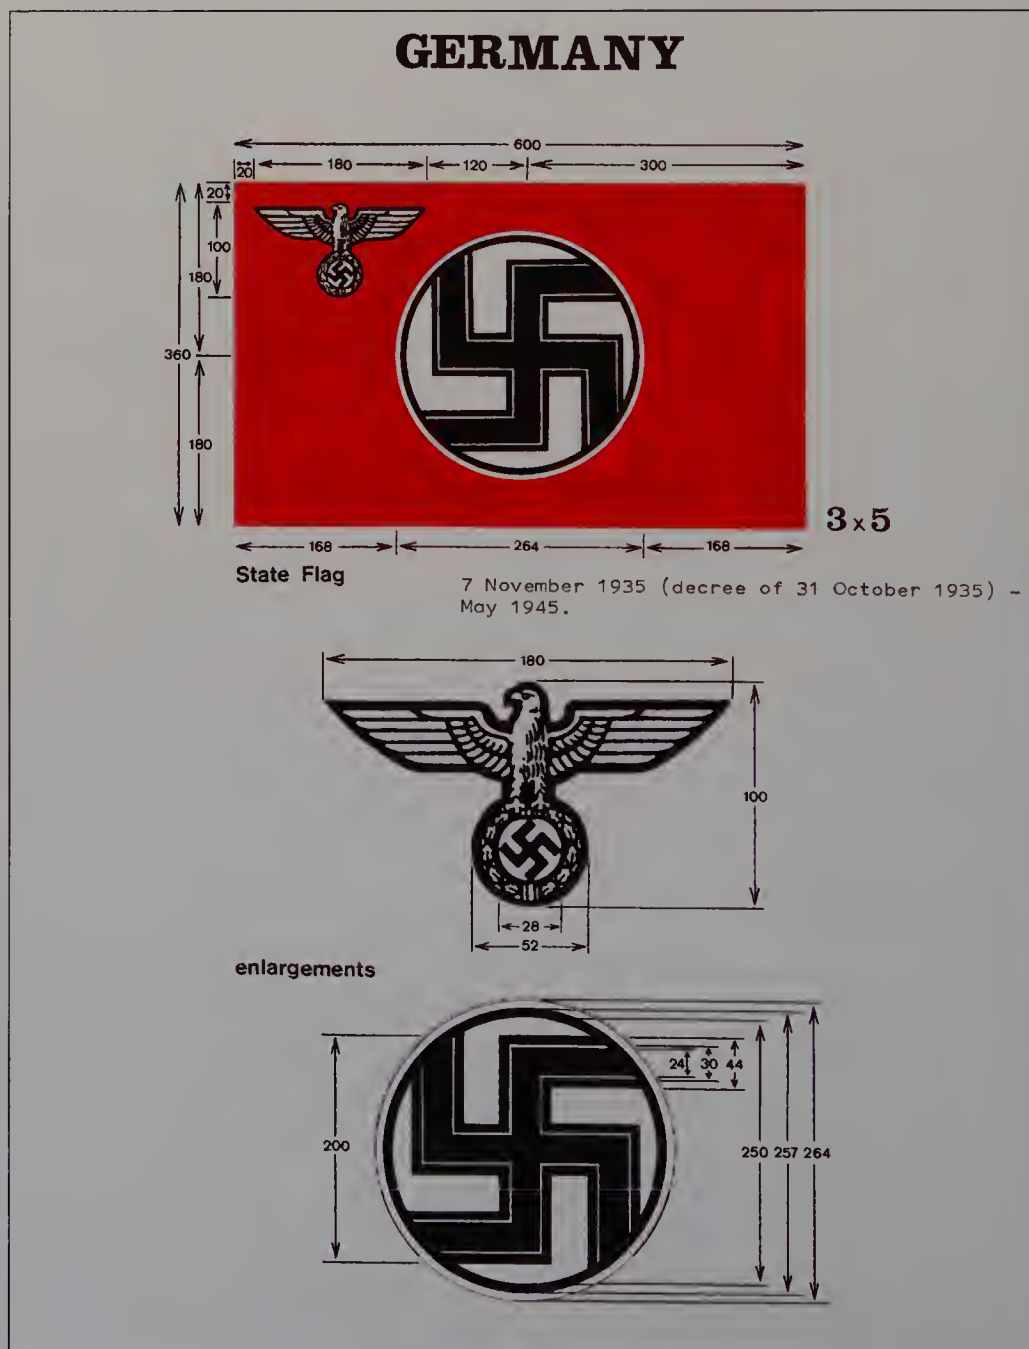 GERMANY
600
20 180 120 300
20
100
180
360
180
3x5
168 264 168
State Flag
7 November 1935 (decree of 31 October 1935) -
May 1945.
180
100
28
52
enlargements
24 30 44
200
250 257 264